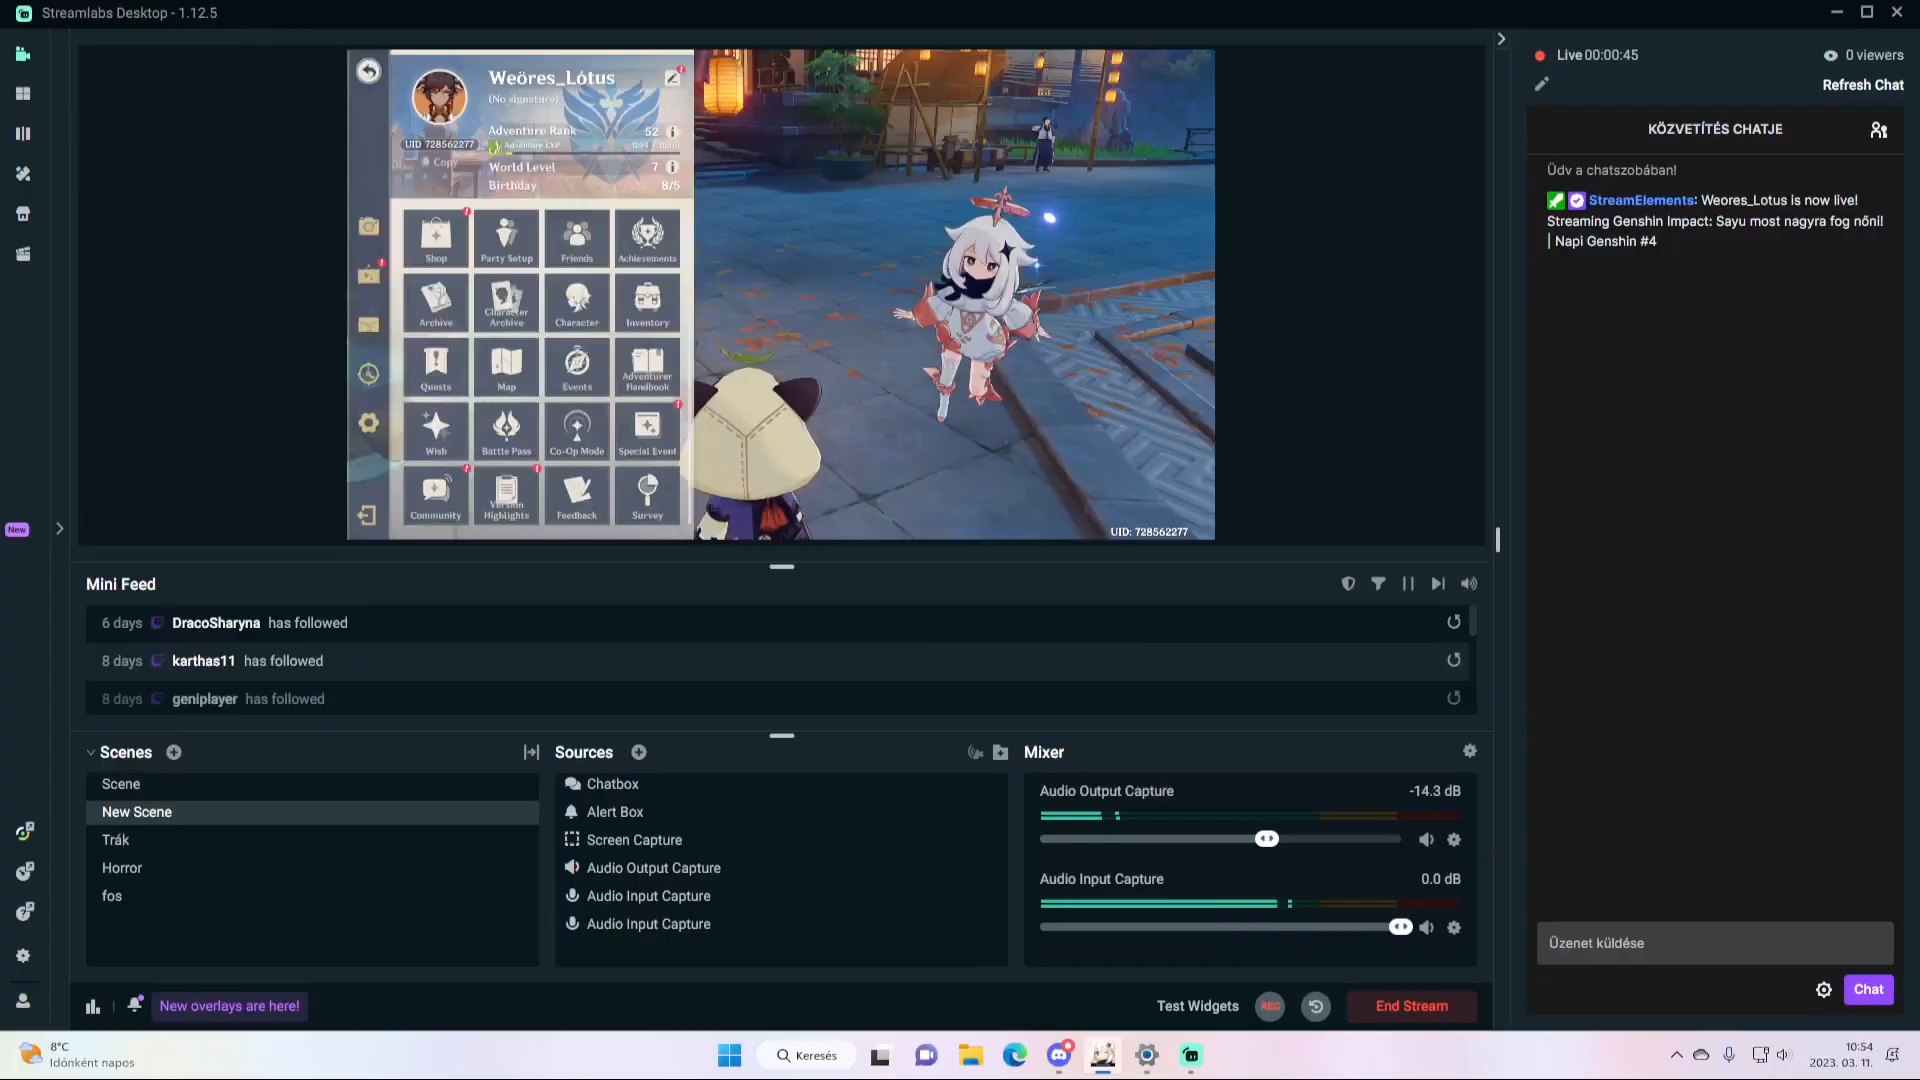 Streamlabs Desktop - 1.12.5
Weöres_Lótus
(No signature)
Adventure Rank 52
Adventure EXP
UID 728562277
Copy
World Level 7
Birthday 8/5
Shop
Party Setup
Friends
Achievements
Archive
Character Archive
Character
Inventory
Quests
Map
Events
Adventurer Handbook
Wish
Battle Pass
Co-Op Mode
Special Event
Community
Version Highlights
Feedback
Survey
UID: 728562277
New
Live 00:00:45
0 viewers
Refresh Chat
KÖZVETÍTÉS CHATJE
Üdv a chatszobában!
StreamElements: Weores_Lotus is now live!
Streaming Genshin Impact: Sayu most nagyra fog nőni!
| Napi Genshin #4
Mini Feed
6 days DracoSharyna has followed
8 days karthas11 has followed
8 days geniplayer has followed
Scenes
Scene
New Scene
Trák
Horror
fos
Sources
Chatbox
Alert Box
Screen Capture
Audio Output Capture
Audio Input Capture
Audio Input Capture
Mixer
Audio Output Capture -14.3 dB
Audio Input Capture 0.0 dB
Üzenet küldése
Chat
New overlays are here!
Test Widgets
REC
End Stream
8°C
Időnként napos
Keresés
10:54
2023. 03. 11.